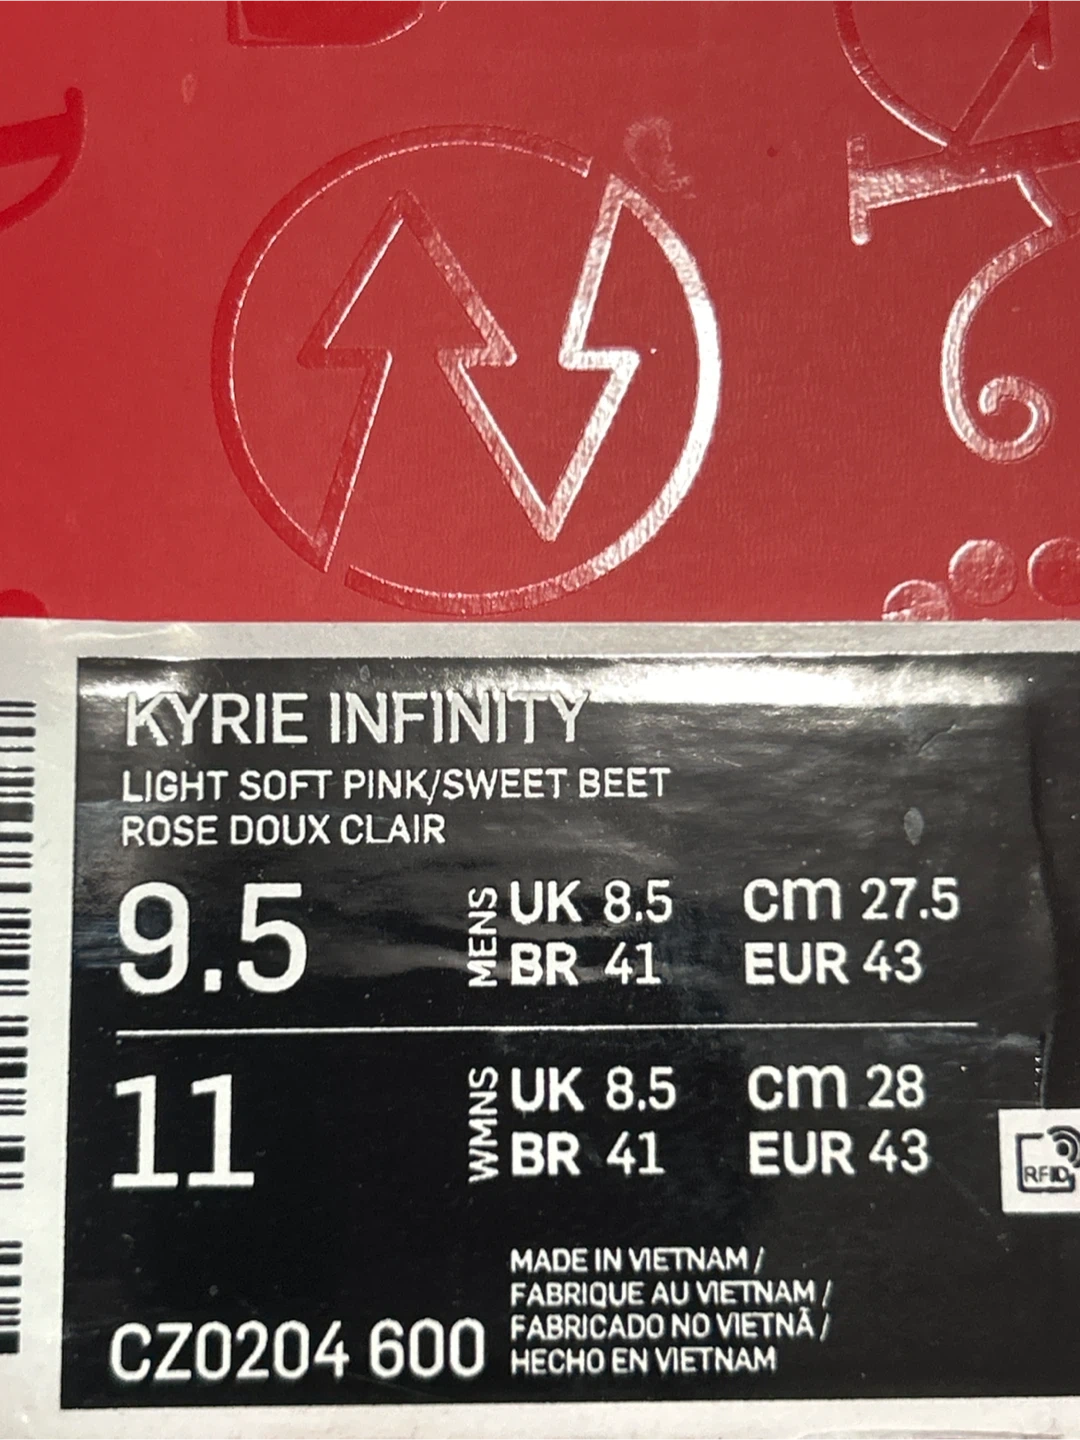 KYRIE INFINITY
LIGHT SOFT PINK/SWEET BEET
ROSE DOUX CLAIR
9.5 MENS UK 8.5 cm 27.5
BR 41 EUR 43
11 WMNS UK 8.5 cm 28
BR 41 EUR 43
RFID
MADE IN VIETNAM /
FABRIQUE AU VIETNAM /
FABRICADO NO VIETNÃ /
HECHO EN VIETNAM
CZ0204 600